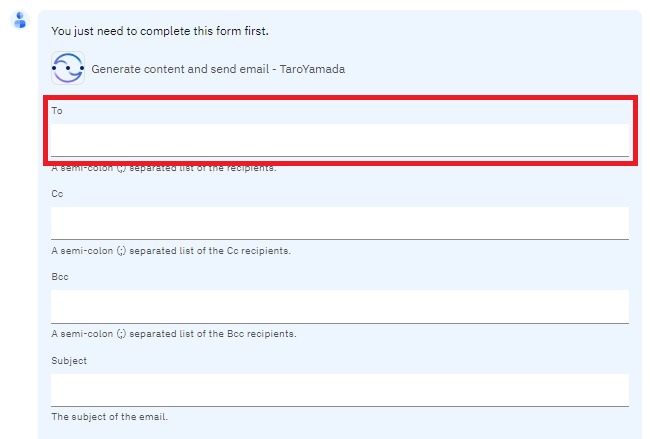 You just need to complete this form first.
Generate content and send email - TaroYamada
To
A semi-colon (;) separated list of the recipients.
Cc
A semi-colon (;) separated list of the Cc recipients.
Bcc
A semi-colon (;) separated list of the Bcc recipients.
Subject
The subject of the email.